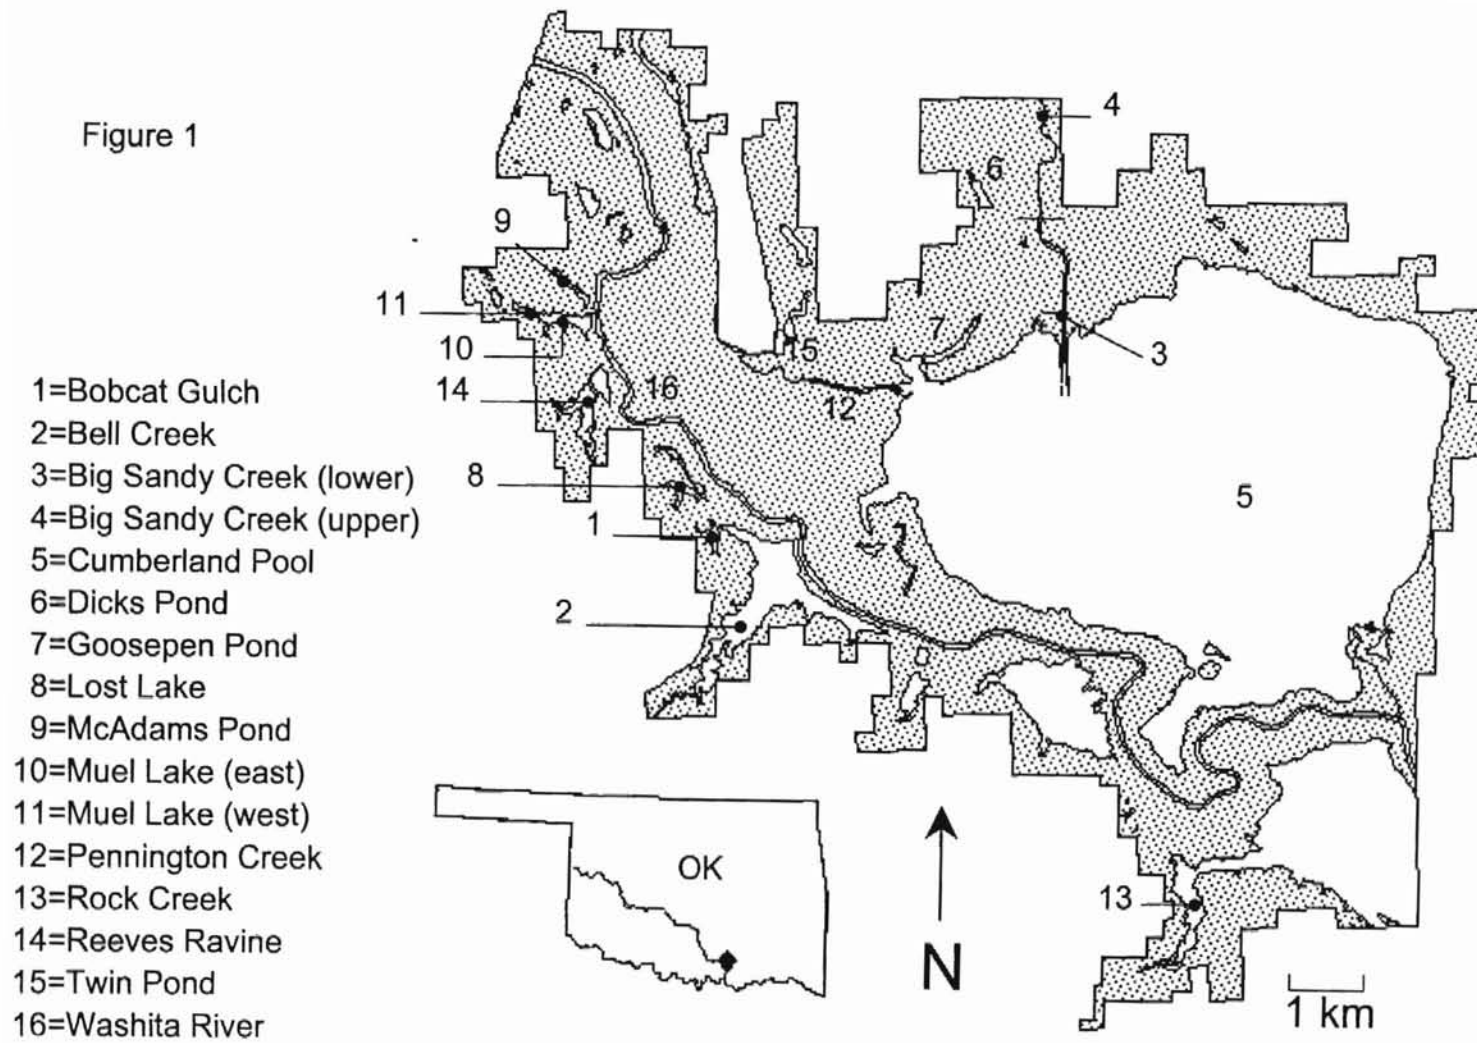 Figure 1
4
6
9
11
7
15
10
3
14
16
12
8
5
1
2
13
1=Bobcat Gulch
2=Bell Creek
3=Big Sandy Creek (lower)
4=Big Sandy Creek (upper)
5=Cumberland Pool
6=Dicks Pond
7=Goosepen Pond
8=Lost Lake
9=McAdams Pond
10=Muel Lake (east)
11=Muel Lake (west)
12=Pennington Creek
13=Rock Creek
14=Reeves Ravine
15=Twin Pond
16=Washita River
OK
N
1 km